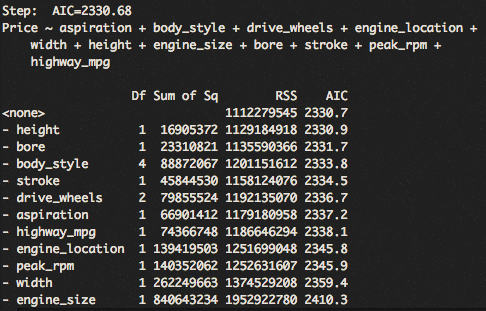 Step:  AIC=2330.68
Price ~ aspiration + body_style + drive_wheels + engine_location +
    width + height + engine_size + bore + stroke + peak_rpm +
    highway_mpg
                  Df Sum of Sq        RSS    AIC
<none>                         1112279545 2330.7
- height           1  16905372 1129184918 2330.9
- bore             1  23310821 1135590366 2331.7
- body_style       4  88872067 1201151612 2333.8
- stroke           1  45844530 1158124076 2334.5
- drive_wheels     2  79855524 1192135070 2336.7
- aspiration       1  66901412 1179180958 2337.2
- highway_mpg      1  74366748 1186646294 2338.1
- engine_location  1 139419503 1251699048 2345.8
- peak_rpm         1 140352062 1252631607 2345.9
- width            1 262249663 1374529208 2359.4
- engine_size      1 840643234 1952922780 2410.3